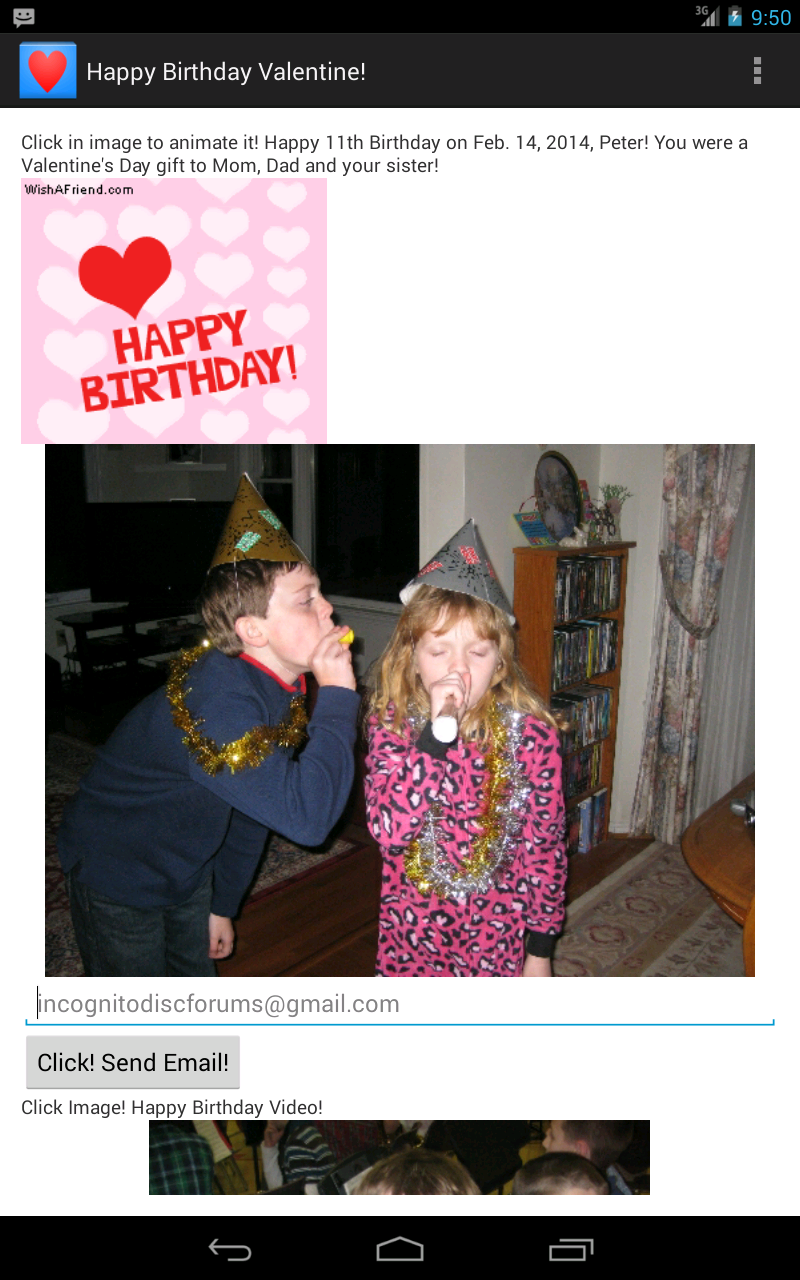 3G 9:50
Happy Birthday Valentine!
Click in image to animate it! Happy 11th Birthday on Feb. 14, 2014, Peter! You were a
Valentine's Day gift to Mom, Dad and your sister!
WishAFriend.com
HAPPY
BIRTHDAY!
incognitodiscforums@gmail.com
Click! Send Email!
Click Image! Happy Birthday Video!